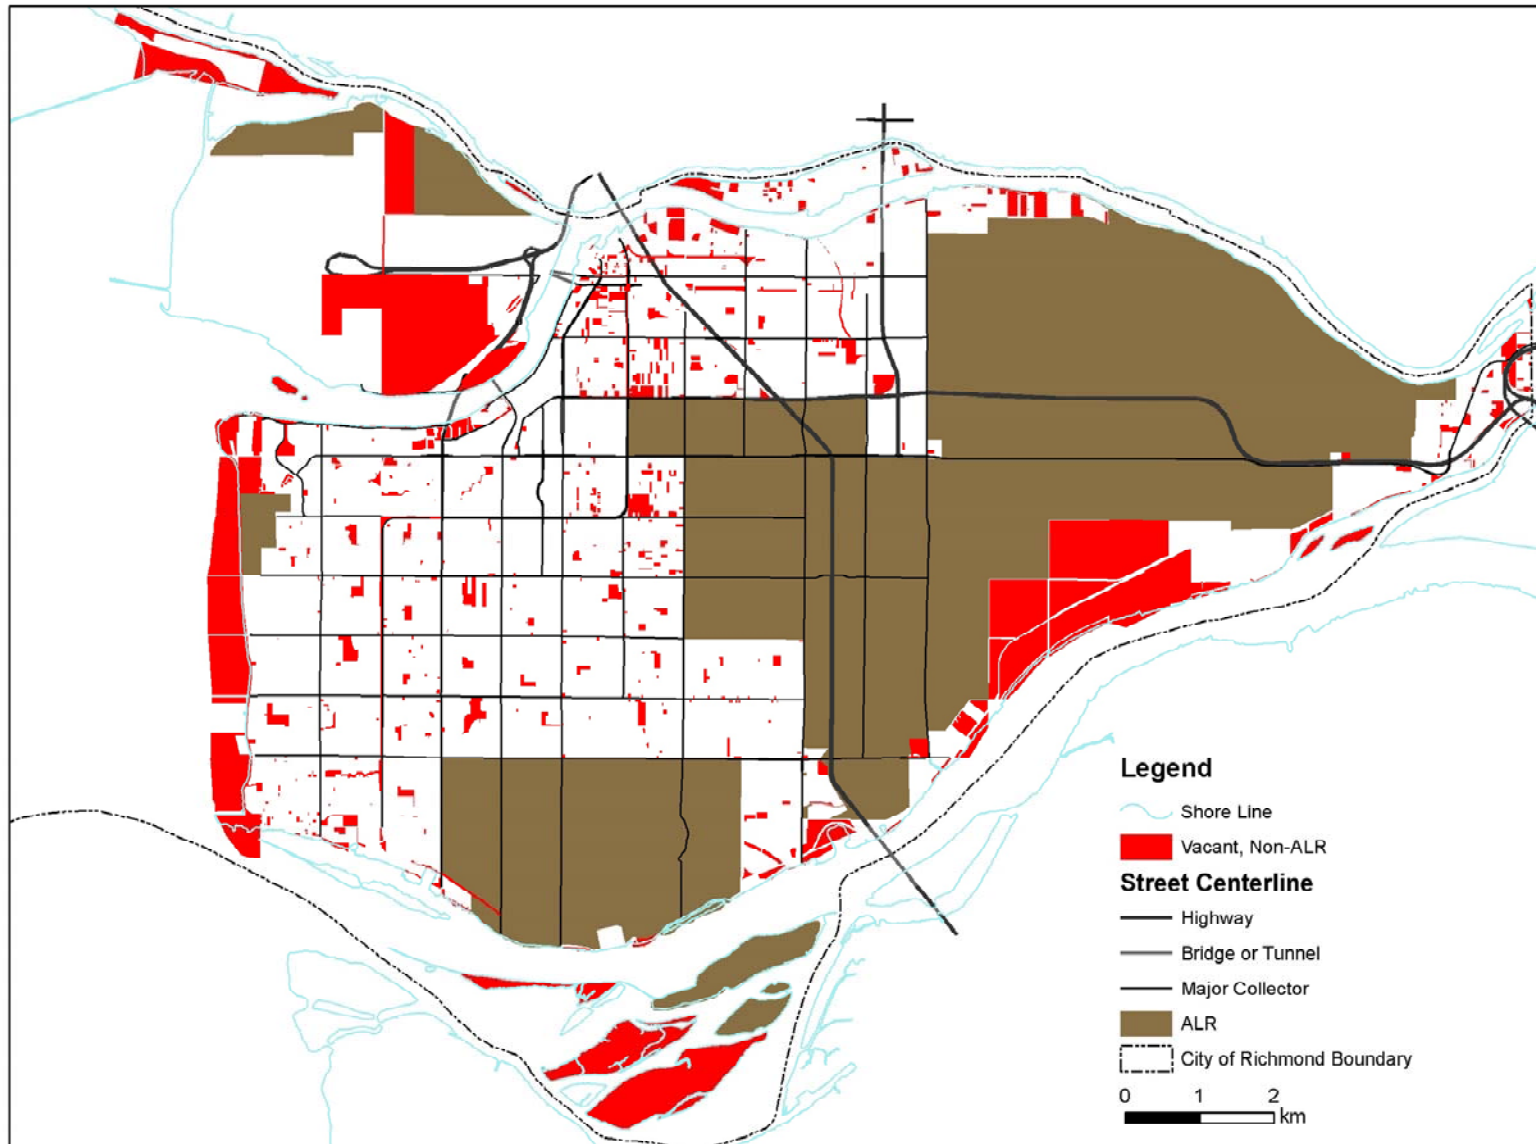 Legend
Shore Line
Vacant, Non-ALR
Street Centerline
Highway
Bridge or Tunnel
Major Collector
ALR
City of Richmond Boundary
0 1 2
km